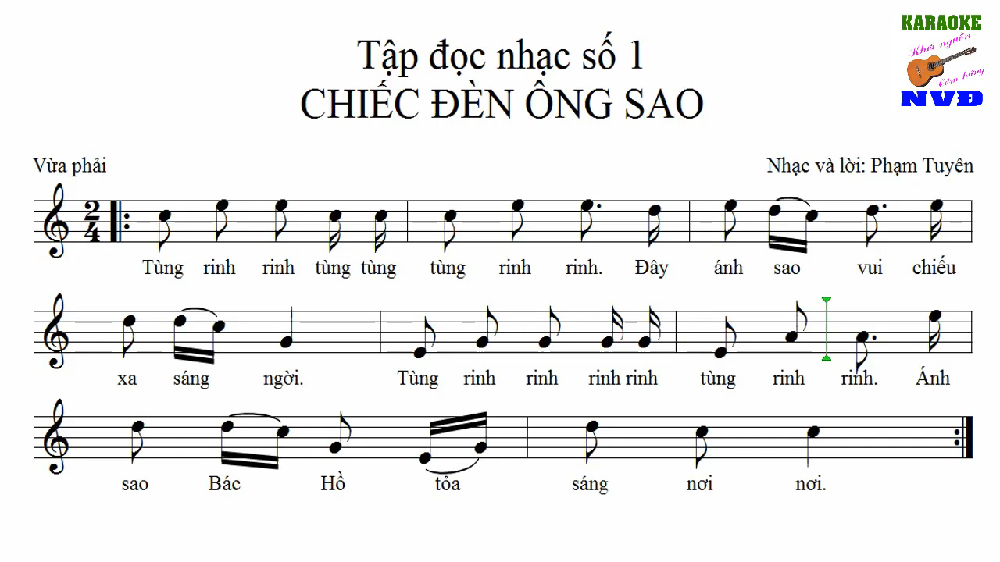 KARAOKE
Khơi nguồn
Cảm hứng
NVĐ
Tập đọc nhạc số 1
CHIẾC ĐÈN ÔNG SAO
Vừa phải
Nhạc và lời: Phạm Tuyên
2
4
Tùng rinh rinh tùng tùng tùng rinh rinh. Đây ánh sao vui chiếu
xa sáng ngời. Tùng rinh rinh rinh rinh tùng rinh rinh. Ánh
sao Bác Hồ tỏa sáng nơi nơi.